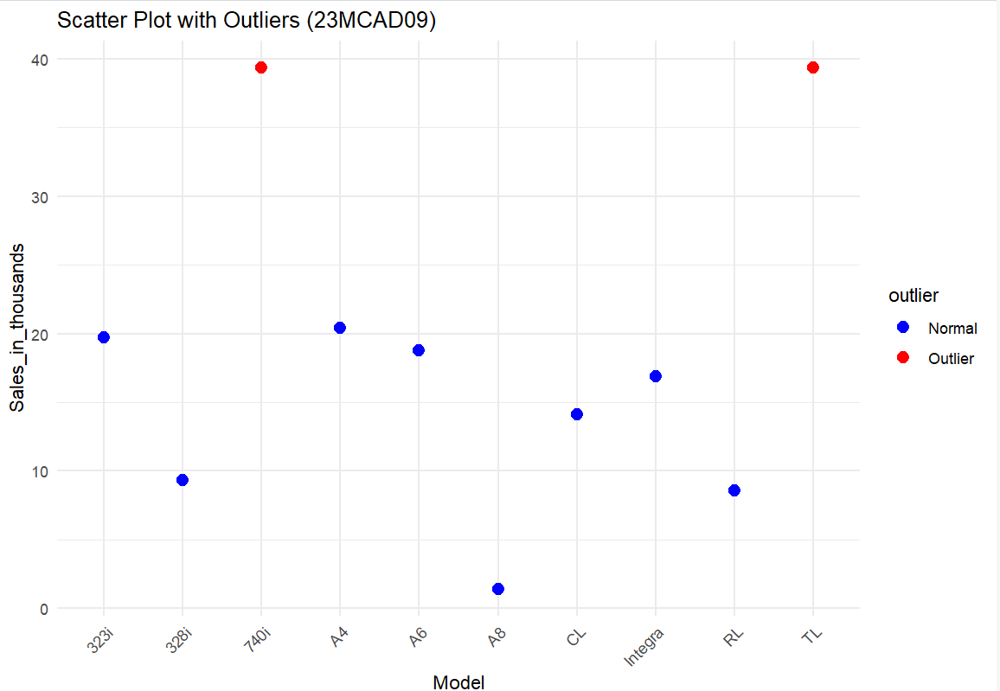 Scatter Plot with Outliers (23MCAD09)
40
30
20
10
0
Sales_in_thousands
323i
328i
740i
A4
A6
A8
CL
Integra
RL
TL
Model
outlier
Normal
Outlier